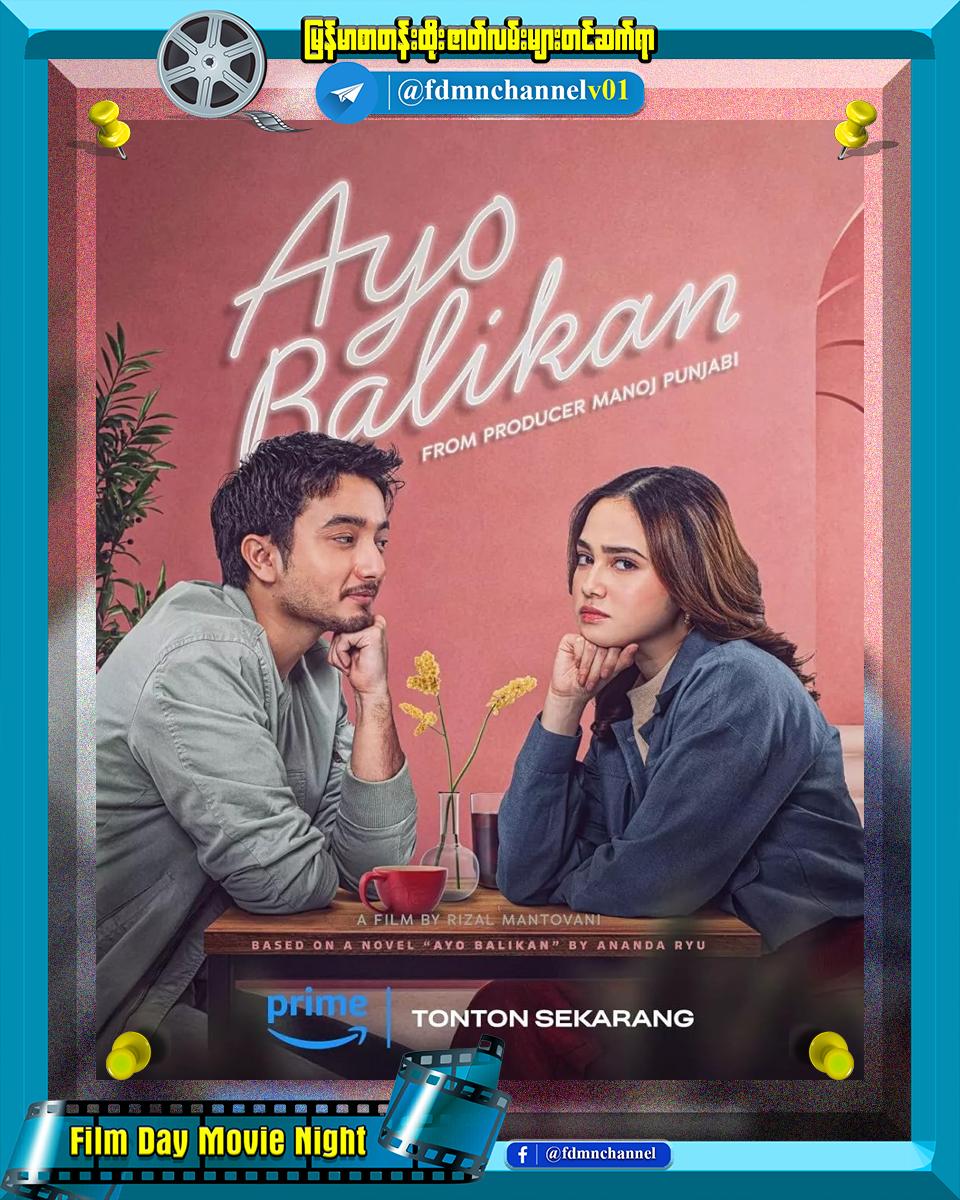 မြန်မာစာတန်းထိုးဇာတ်လမ်းများတင်ဆက်ရာ
@fdmnchannelv01
Ayo
Balikan
FROM PRODUCER MANOJ PUNJABI
A FILM BY RIZAL MANTOVANI
BASED ON A NOVEL “AYO BALIKAN” BY ANANDA RYU
prime
TONTON SEKARANG
Film Day Movie Night
@fdmnchannel